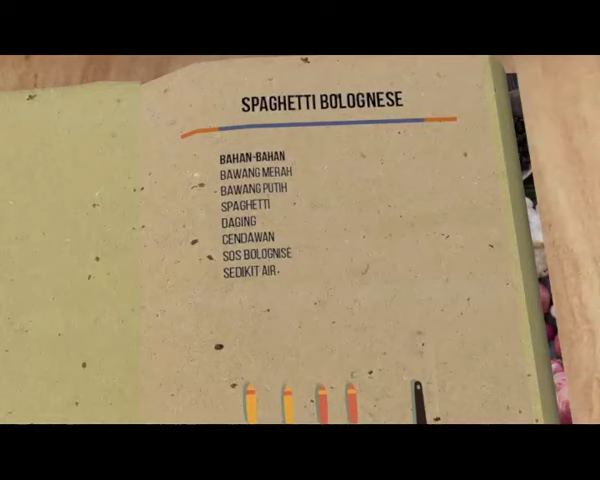 SPAGHETTI BOLOGNESE
BAHAN-BAHAN
BAWANG MERAH
BAWANG PUTIH
SPAGHETTI
DAGING
CENDAWAN
SOS BOLOGNISE
SEDIKIT AIR